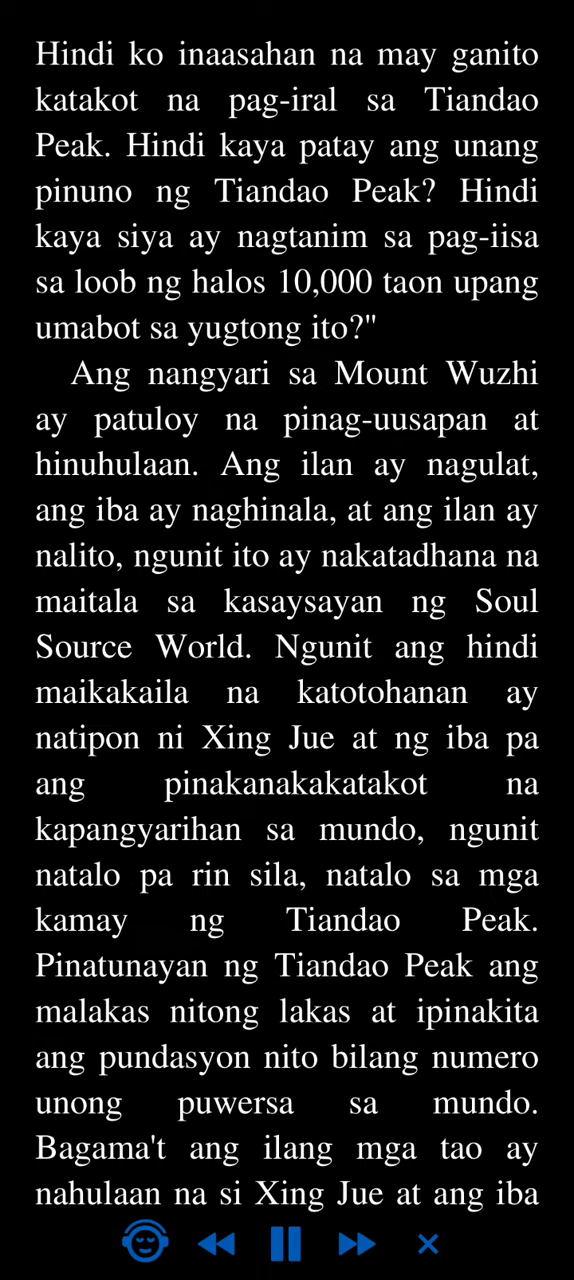 Hindi ko inaasahan na may ganito
katakot na pag-iral sa Tiandao
Peak. Hindi kaya patay ang unang
pinuno ng Tiandao Peak? Hindi
kaya siya ay nagtanim sa pag-iisa
sa loob ng halos 10,000 taon upang
umabot sa yugtong ito?"
Ang nangyari sa Mount Wuzhi
ay patuloy na pinag-uusapan at
hinuhulaan. Ang ilan ay nagulat,
ang iba ay naghinala, at ang ilan ay
nalito, ngunit ito ay nakatadhana na
maitala sa kasaysayan ng Soul
Source World. Ngunit ang hindi
maikakaila na katotohanan ay
natipon ni Xing Jue at ng iba pa
ang pinakanakakatakot na
kapangyarihan sa mundo, ngunit
natalo pa rin sila, natalo sa mga
kamay ng Tiandao Peak.
Pinatunayan ng Tiandao Peak ang
malakas nitong lakas at ipinakita
ang pundasyon nito bilang numero
unong puwersa sa mundo.
Bagama't ang ilang mga tao ay
nahulaan na si Xing Jue at ang iba